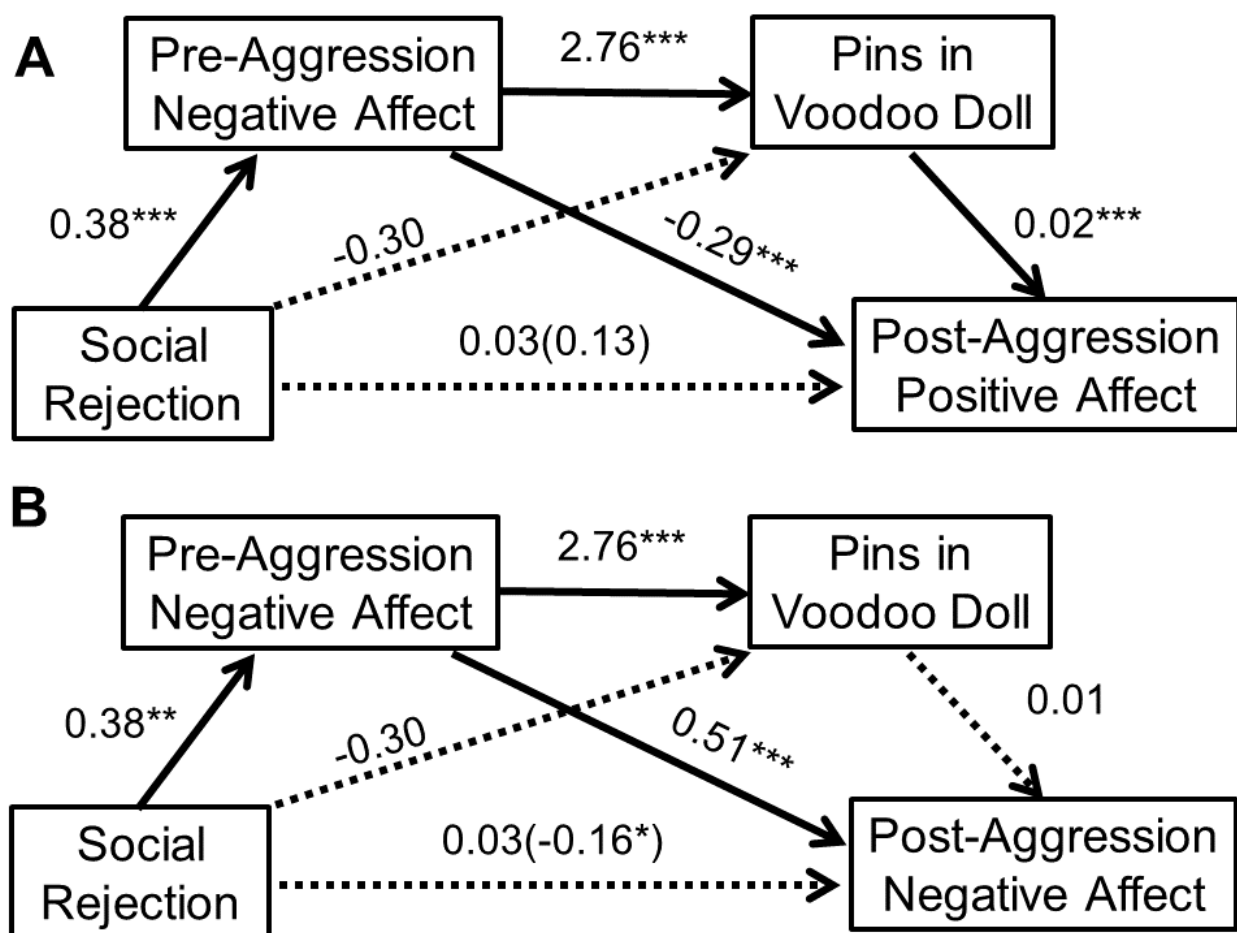 A
Pre-Aggression
Negative Affect
2.76***
Pins in
Voodoo Doll
0.38***
-0.30
-0.29***
0.02***
Social
Rejection
0.03(0.13)
Post-Aggression
Positive Affect
B
Pre-Aggression
Negative Affect
2.76***
Pins in
Voodoo Doll
0.38**
-0.30
0.51***
0.01
Social
Rejection
0.03(-0.16*)
Post-Aggression
Negative Affect